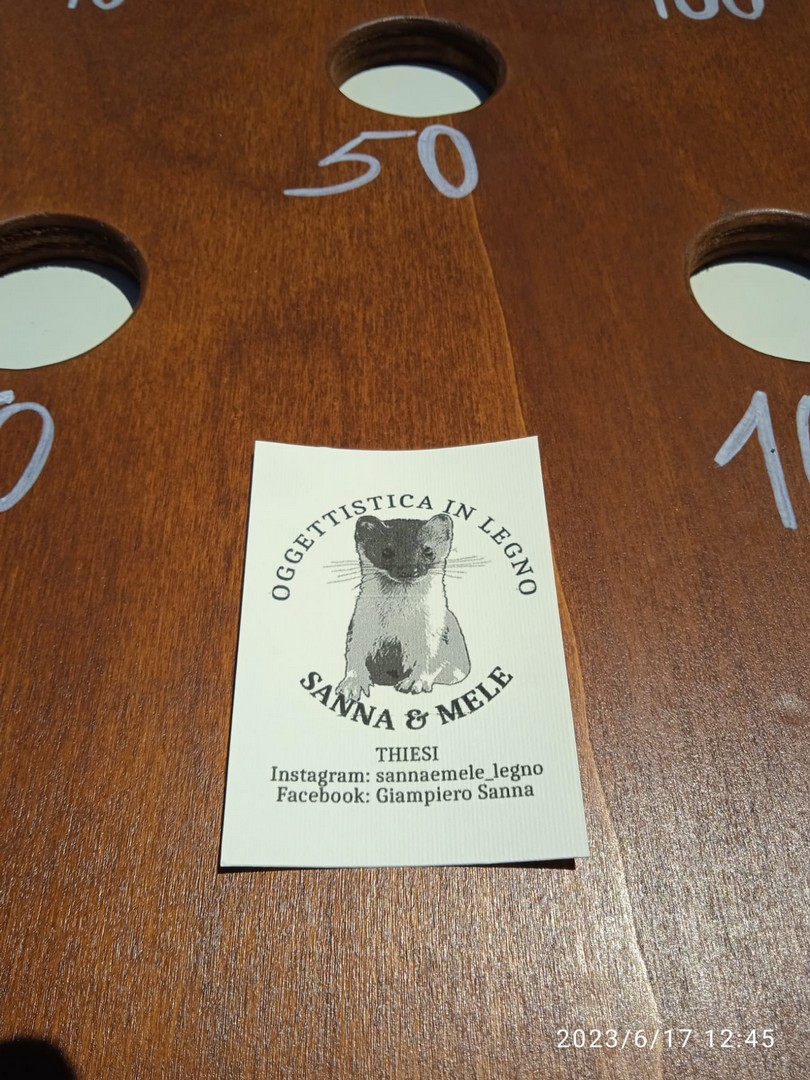 50
OGGETTISTICA IN LEGNO
SANNA & MELE
THIESI
Instagram: sannaemele_legno
Facebook: Giampiero Sanna
2023/6/17 12:45